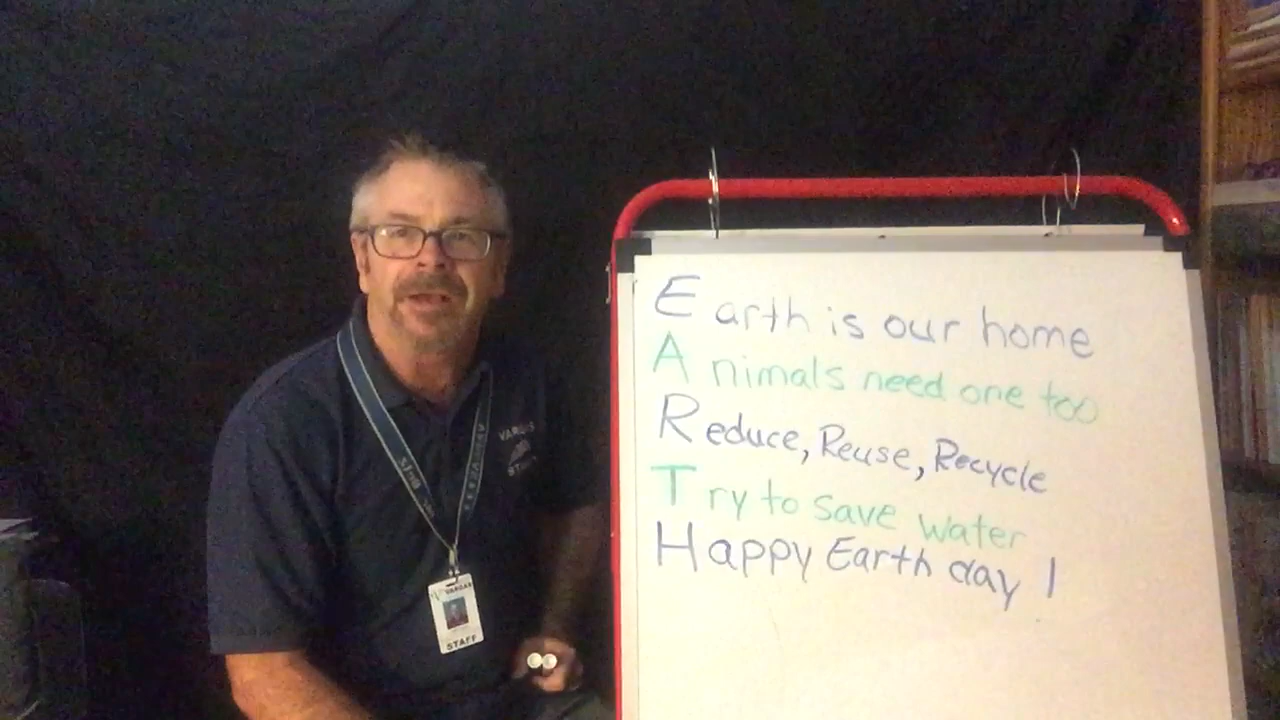 Earth is our home
Animals need one too
Reduce, Reuse, Recycle
Try to save water
Happy Earth day!
VARGAS
STAFF